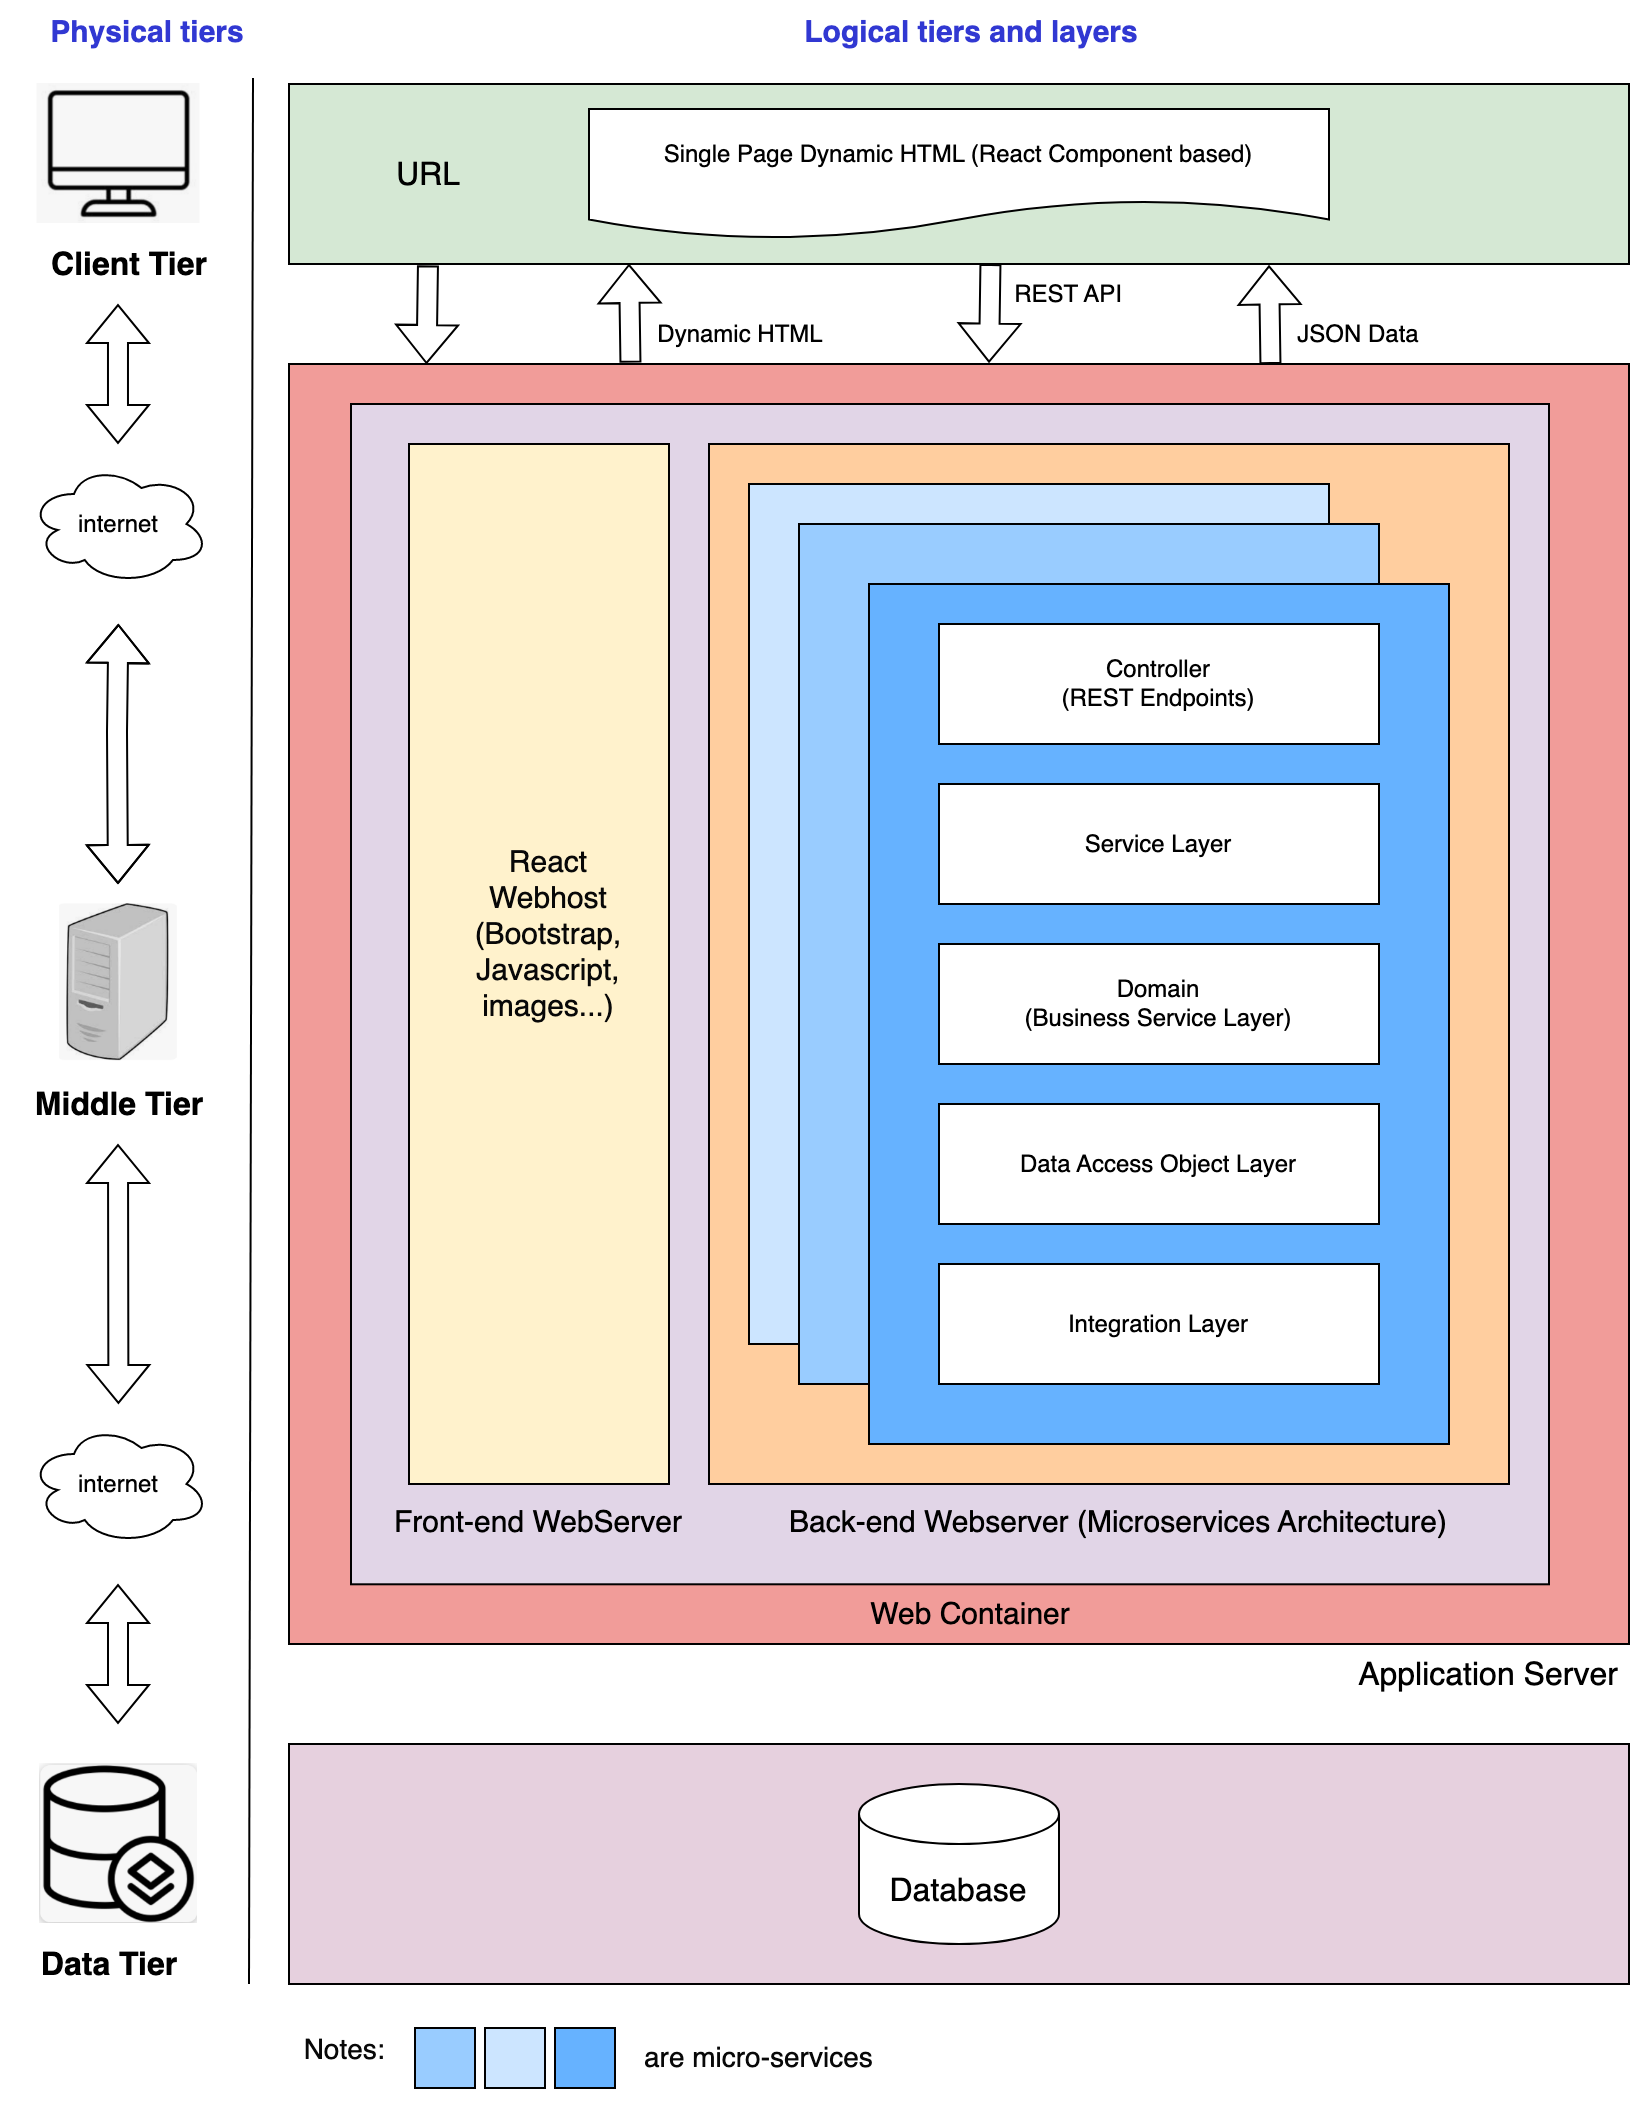 Physical tiers
Logical tiers and layers
URL
Single Page Dynamic HTML (React Component based)
Client Tier
REST API
Dynamic HTML
JSON Data
internet
Controller
(REST Endpoints)
Service Layer
React
Webhost
(Bootstrap,
Javascript,
images...)
Domain
(Business Service Layer)
Middle Tier
Data Access Object Layer
Integration Layer
internet
Front-end WebServer
Back-end Webserver (Microservices Architecture)
Web Container
Application Server
Database
Data Tier
Notes:
are micro-services